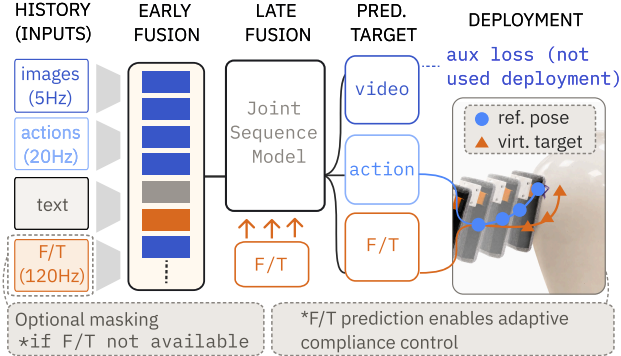 HISTORY
(INPUTS)
EARLY
FUSION
LATE
FUSION
PRED.
TARGET
DEPLOYMENT
images
(5Hz)
actions
(20Hz)
text
F/T
(120Hz)
Joint
Sequence
Model
F/T
video
action
F/T
aux loss (not
used deployment)
ref. pose
virt. target
Optional masking
*if F/T not available
*F/T prediction enables adaptive
compliance control